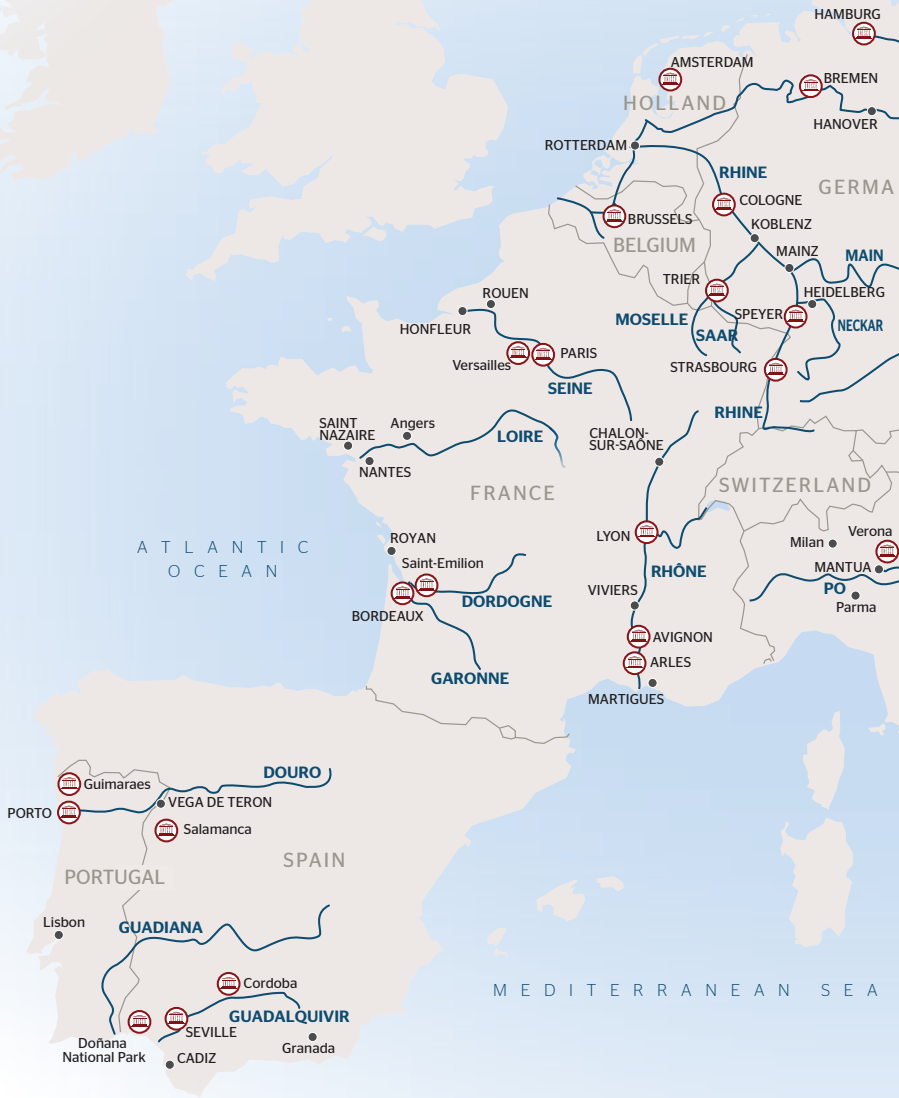 HAMBURG
AMSTERDAM
BREMEN
HOLLAND
HANOVER
ROTTERDAM
RHINE
GERMA
COLOGNE
BRUSSELS
KOBLENZ
BELGIUM
MAINZ
MAIN
TRIER
HEIDELBERG
ROUEN
SPEYER
MOSELLE
NECKAR
HONFLEUR
SAAR
PARIS
Versailles
STRASBOURG
SEINE
RHINE
SAINT
NAZAIRE
Angers
LOIRE
CHALON-
SUR-SAÔNE
NANTES
SWITZERLAND
FRANCE
LYON
Verona
ROYAN
Milan
ATLANTIC
OCEAN
Saint-Emilion
MANTUA
RHÔNE
VIVIERS
PO
DORDOGNE
Parma
BORDEAUX
AVIGNON
ARLES
GARONNE
MARTIGUES
DOURO
Guimaraes
VEGA DE TERON
PORTO
Salamanca
SPAIN
PORTUGAL
Lisbon
GUADIANA
Cordoba
MEDITERRANEAN SEA
GUADALQUIVIR
SEVILLE
Doñana
National Park
Granada
CADIZ